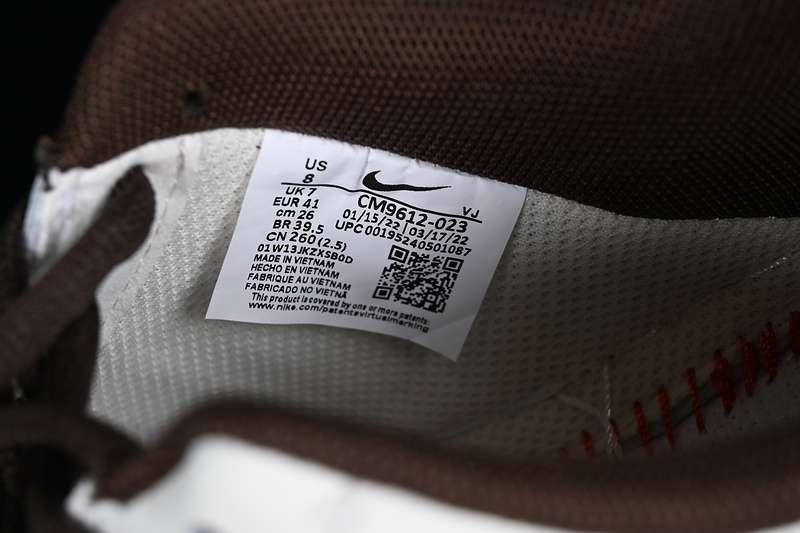 US
8
UK 7
EUR 41
cm 26
BR 39.5
CN 260 (2.5)
CM9612-023
VJ
01/15/22 | 03/17/22
UPC 00195240501087
01W13JKZXSB0D
MADE IN VIETNAM
HECHO EN VIETNAM
FABRIQUE AU VIETNAM
FABRICADO NO VIETNÃ
This product is covered by one or more patents:
www.nike.com/patentsvirtualmarking